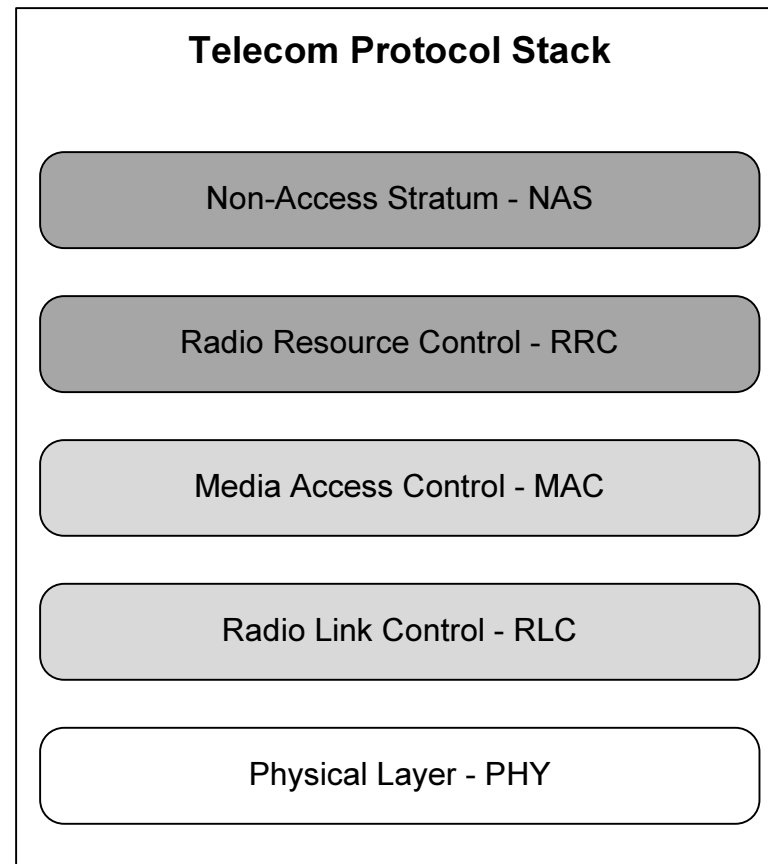 Telecom Protocol Stack
Non-Access Stratum - NAS
Radio Resource Control - RRC
Media Access Control - MAC
Radio Link Control - RLC
Physical Layer - PHY